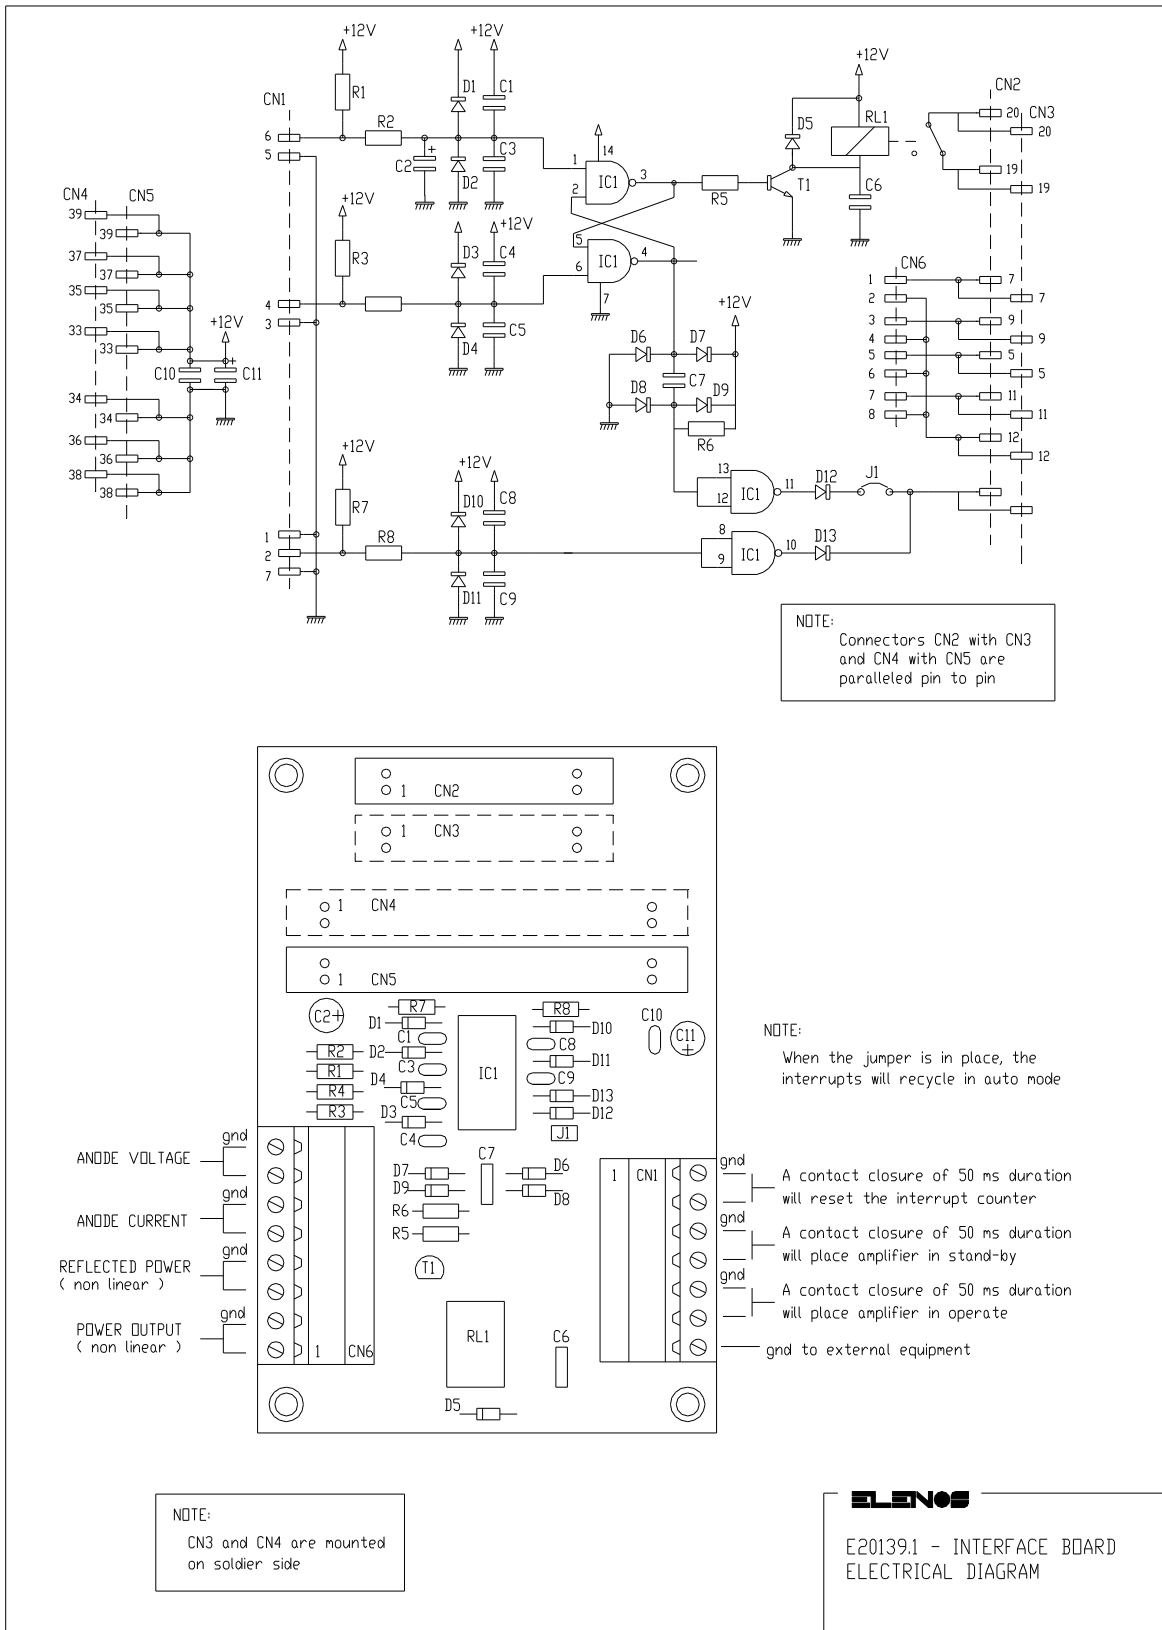 +12V
+12V
+12V
+12V
R1
D1
C1
CN1
R2
6
5
C2
+
D2
C3
14
1
2
IC1
3
R5
T1
D5
RL1
C6
CN2
20
CN3
20
19
19
CN4
CN5
39
39
37
37
35
35
33
33
34
34
36
36
38
38
C10
+12V
+
C11
+12V
R3
4
3
D3
+12V
C4
D4
C5
5
6
IC1
4
7
+12V
D6
D7
C7
D8
D9
R6
CN6
1
2
3
4
5
6
7
8
7
7
9
9
5
5
11
11
12
12
+12V
R7
+12V
D10
C8
R8
1
2
7
D11
C9
13
12
IC1
11
D12
J1
8
9
IC1
10
D13
NOTE:
Connectors CN2 with CN3
and CN4 with CN5 are
paralleled pin to pin
1 CN2
1 CN3
1 CN4
1 CN5
C2+
R7
D1
C1
R2
D2
R1
C3
R4
D4
R3
C5
D3
C4
IC1
R8
D10
C8
D11
C9
D13
D12
J1
C10
C11
+
NOTE:
When the jumper is in place, the
interrupts will recycle in auto mode
D7
D9
R6
R5
C7
D6
D8
T1
RL1
C6
D5
gnd
ANODE VOLTAGE
gnd
ANODE CURRENT
gnd
REFLECTED POWER
( non linear )
gnd
POWER OUTPUT
( non linear )
1 CN6
1 CN1
gnd
A contact closure of 50 ms duration
will reset the interrupt counter
gnd
A contact closure of 50 ms duration
will place amplifier in stand-by
gnd
A contact closure of 50 ms duration
will place amplifier in operate
gnd to external equipment
NOTE:
CN3 and CN4 are mounted
on soldier side
ELENOS
E20139.1 - INTERFACE BOARD
ELECTRICAL DIAGRAM